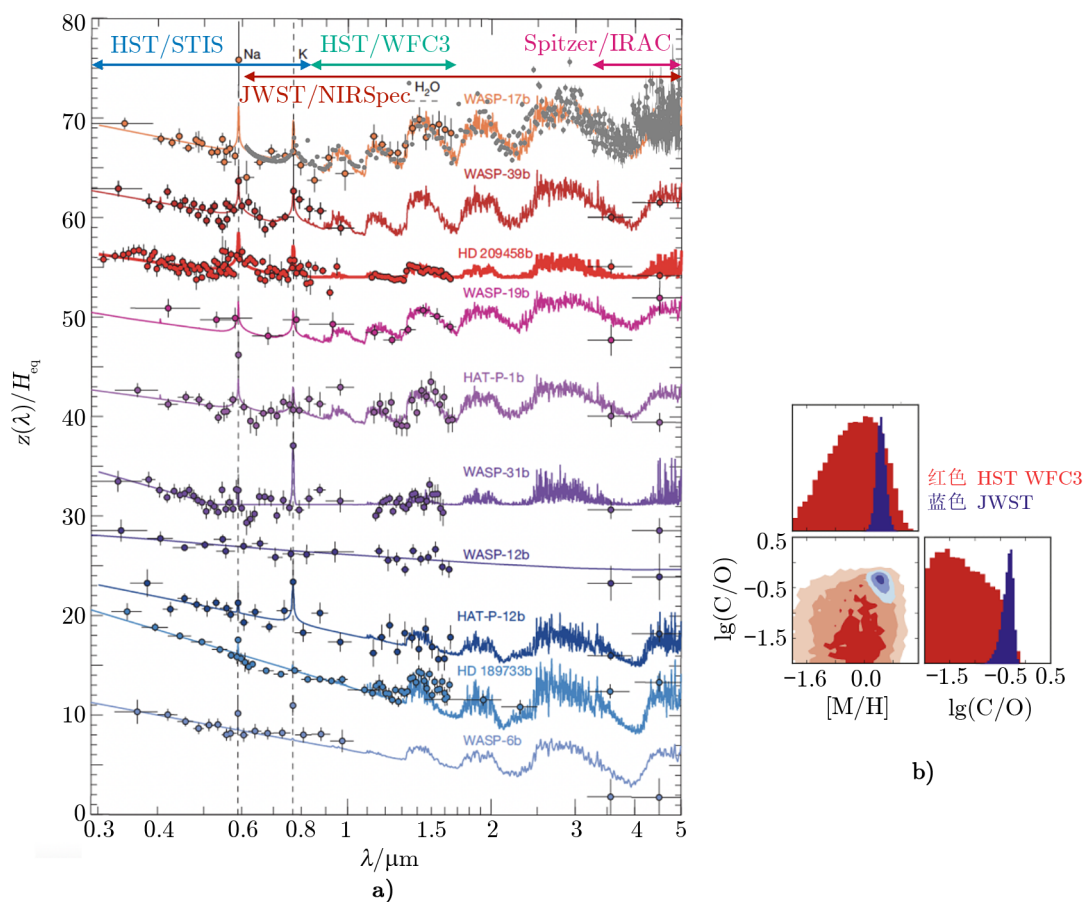 80
70
60
50
40
30
20
10
0
z(λ)/H_eq
HST/STIS
HST/WFC3
Spitzer/IRAC
Na
K
JWST/NIRSpec
H₂O
WASP-17b
WASP-39b
HD 209458b
WASP-19b
HAT-P-1b
WASP-31b
WASP-12b
HAT-P-12b
HD 189733b
WASP-6b
0.3 0.4 0.6 0.8 1 1.5 2 3 4 5
λ/μm
a)
红色 HST WFC3
蓝色 JWST
lg(C/O)
0.5
−0.5
−1.5
−1.6 0.0
[M/H]
lg(C/O)
−1.5 −0.5 0.5
lg(C/O)
b)